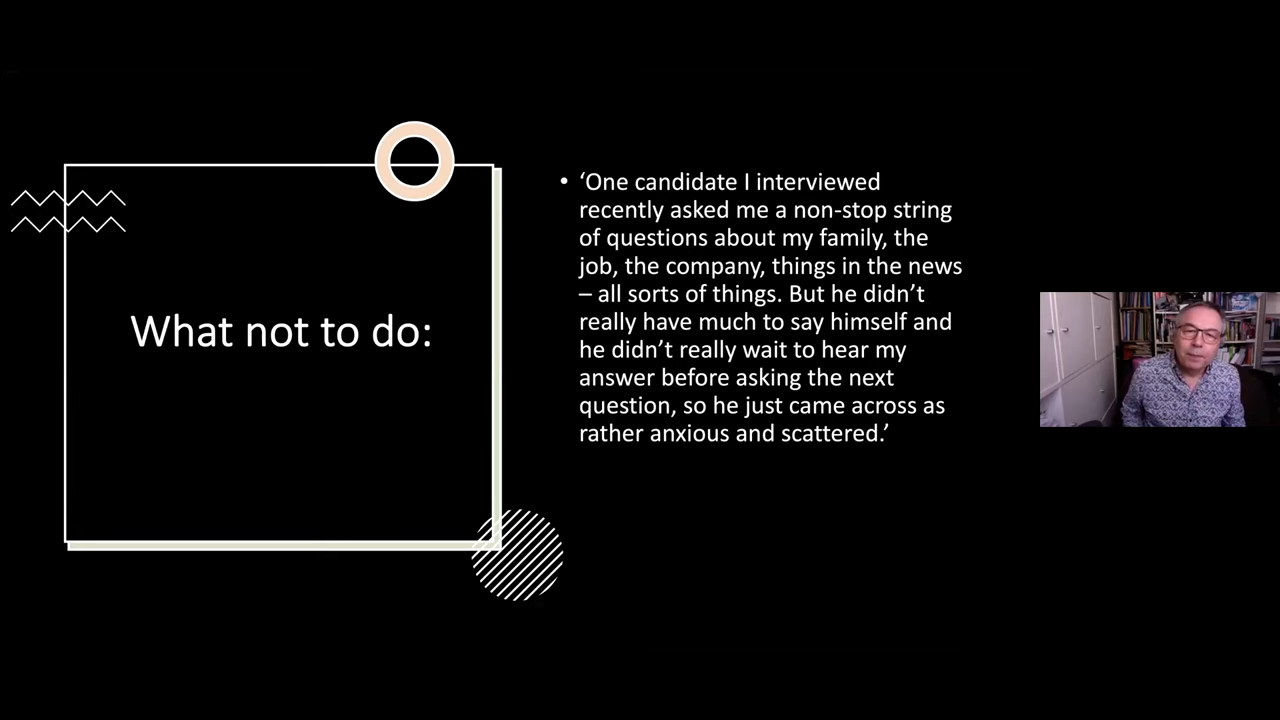 What not to do:
• ‘One candidate I interviewed
recently asked me a non-stop string
of questions about my family, the
job, the company, things in the news
– all sorts of things. But he didn’t
really have much to say himself and
he didn’t really wait to hear my
answer before asking the next
question, so he just came across as
rather anxious and scattered.’